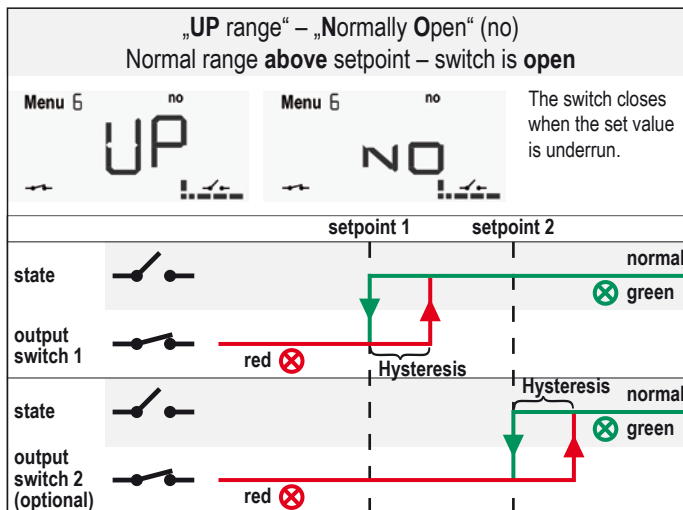 „UP range“ – „Normally Open“ (no)
Normal range above setpoint – switch is open
Menu 6 no
UP
Menu 6 no
NO
The switch closes
when the set value
is underrun.
setpoint 1 setpoint 2
state
normal
green
output
switch 1
red
Hysteresis
Hysteresis
state
normal
green
output
switch 2
(optional)
red